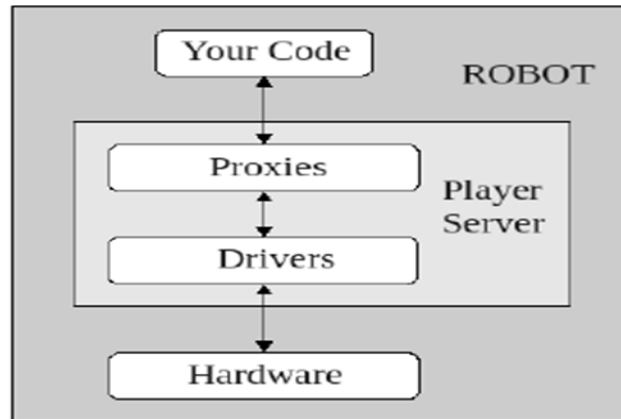 Your Code
ROBOT
Proxies
Player
Server
Drivers
Hardware